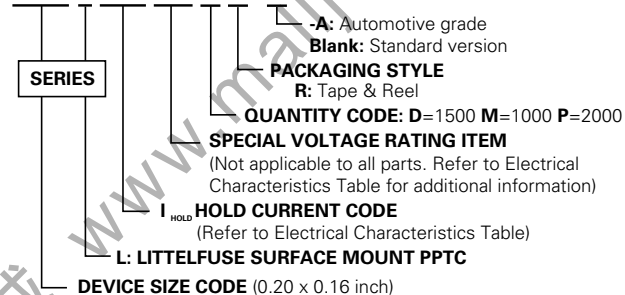 -A: Automotive grade
Blank: Standard version
PACKAGING STYLE
R: Tape & Reel
SERIES
QUANTITY CODE: D=1500 M=1000 P=2000
SPECIAL VOLTAGE RATING ITEM
(Not applicable to all parts. Refer to Electrical
Characteristics Table for additional information)
I HOLD HOLD CURRENT CODE
(Refer to Electrical Characteristics Table)
L: LITTELFUSE SURFACE MOUNT PPTC
DEVICE SIZE CODE (0.20 x 0.16 inch)